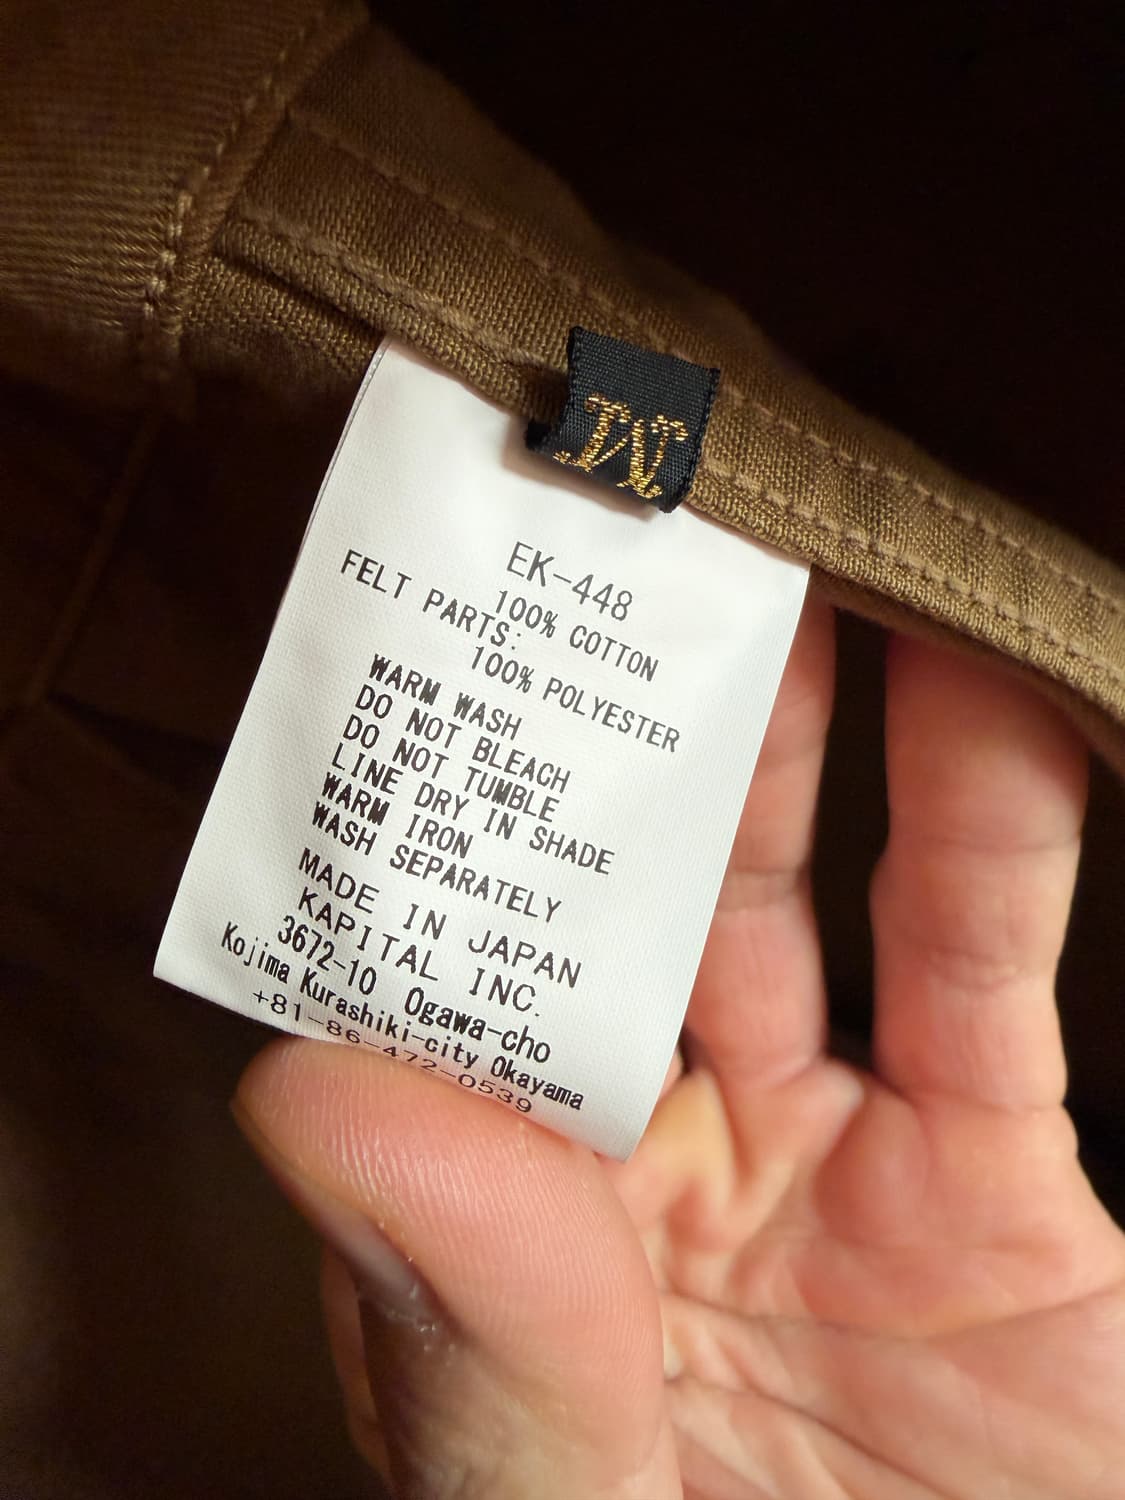 M
EK-448
100% COTTON
FELT PARTS:
100% POLYESTER
WARM WASH
DO NOT BLEACH
DO NOT TUMBLE
LINE DRY IN SHADE
WARM IRON
WASH SEPARATELY
MADE IN JAPAN
KAPITAL INC.
3672-10 Ogawa-cho
Kojima Kurashiki-city Okayama
+81-86-472-0539